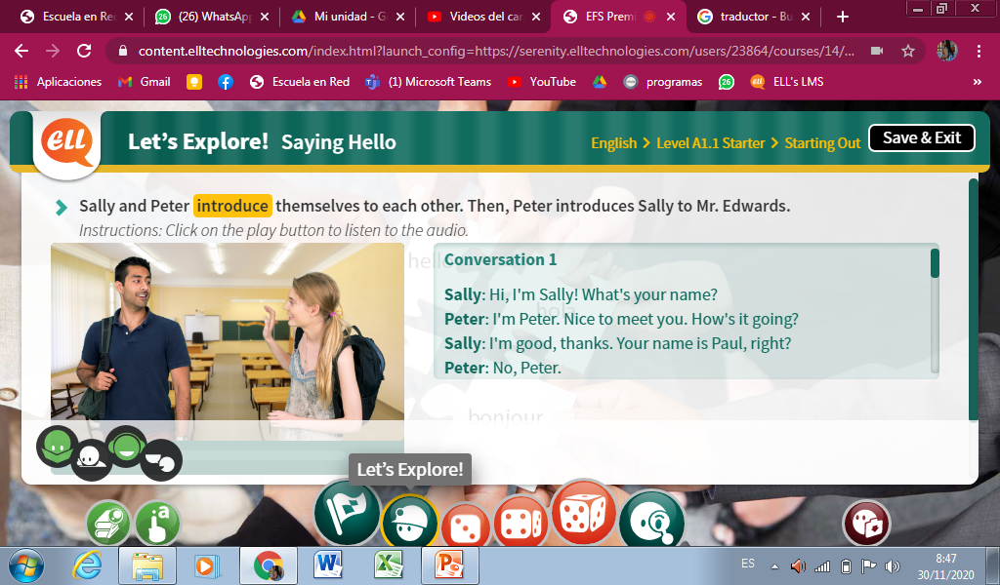 Escuela en Re
(26) WhatsAp
Mi unidad - G
Videos del ca
EFS Premi
traductor - Bu
content.elltechnologies.com/index.html?launch_config=https://serenity.elltechnologies.com/users/23864/courses/14/...
Aplicaciones
Gmail
Escuela en Red
(1) Microsoft Teams
YouTube
programas
26
ELL's LMS
»
ell
Let's Explore! Saying Hello
English > Level A1.1 Starter > Starting Out
Save & Exit
Sally and Peter introduce themselves to each other. Then, Peter introduces Sally to Mr. Edwards.
Instructions: Click on the play button to listen to the audio.
hello
Conversation 1
Sally: Hi, I'm Sally! What's your name?
hola
Peter: I'm Peter. Nice to meet you. How's it going?
Sally: I'm good, thanks. Your name is Paul, right?
Peter: No, Peter.
bonjour
Let's Explore!
a
ES
8:47
30/11/2020